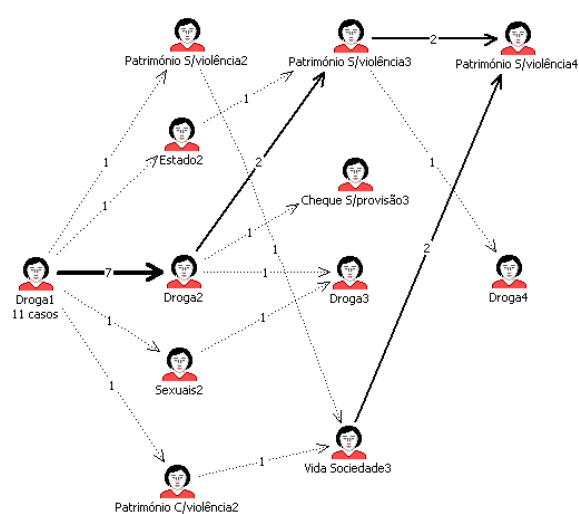 Património S/violência2
Património S/violência3
Património S/violência4
2
1
1
Estado2
1
2
1
1
Cheque S/provisão3
1
1
2
Droga1
11 casos
7
Droga2
1
Droga3
Droga4
1
1
Sexuais2
1
Património C/violência2
1
Vida Sociedade3